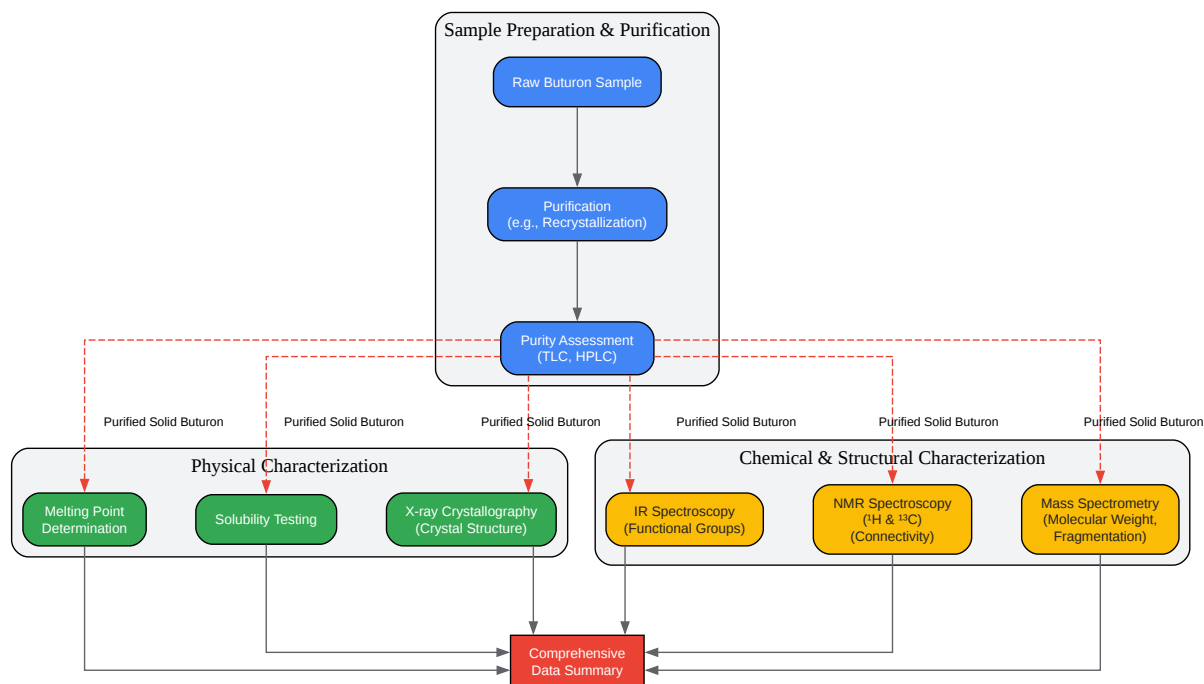 Sample Preparation & Purification
Raw Buturon Sample
Purification
(e.g., Recrystallization)
Purity Assessment
(TLC, HPLC)
Purified Solid Buturon
Purified Solid Buturon
Purified Solid Buturon
Purified Solid Buturon
Purified Solid Buturon
Purified Solid Buturon
Physical Characterization
Melting Point
Determination
Solubility Testing
X-ray Crystallography
(Crystal Structure)
Chemical & Structural Characterization
IR Spectroscopy
(Functional Groups)
NMR Spectroscopy
(¹H & ¹³C)
(Connectivity)
Mass Spectrometry
(Molecular Weight,
Fragmentation)
Comprehensive
Data Summary